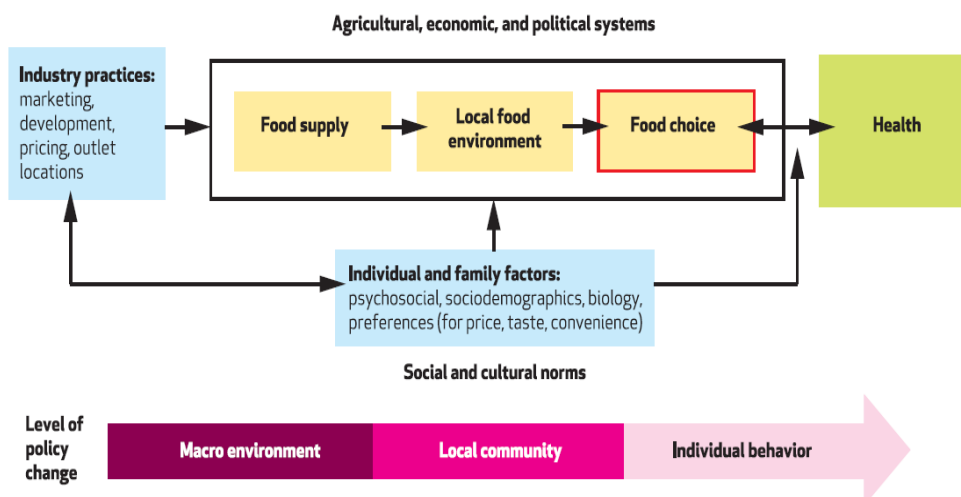 Agricultural, economic, and political systems
Industry practices:
marketing,
development,
pricing, outlet
locations
Food supply
Local food
environment
Food choice
Health
Individual and family factors:
psychosocial, sociodemographics, biology,
preferences (for price, taste, convenience)
Social and cultural norms
Level of
policy
change
Macro environment
Local community
Individual behavior